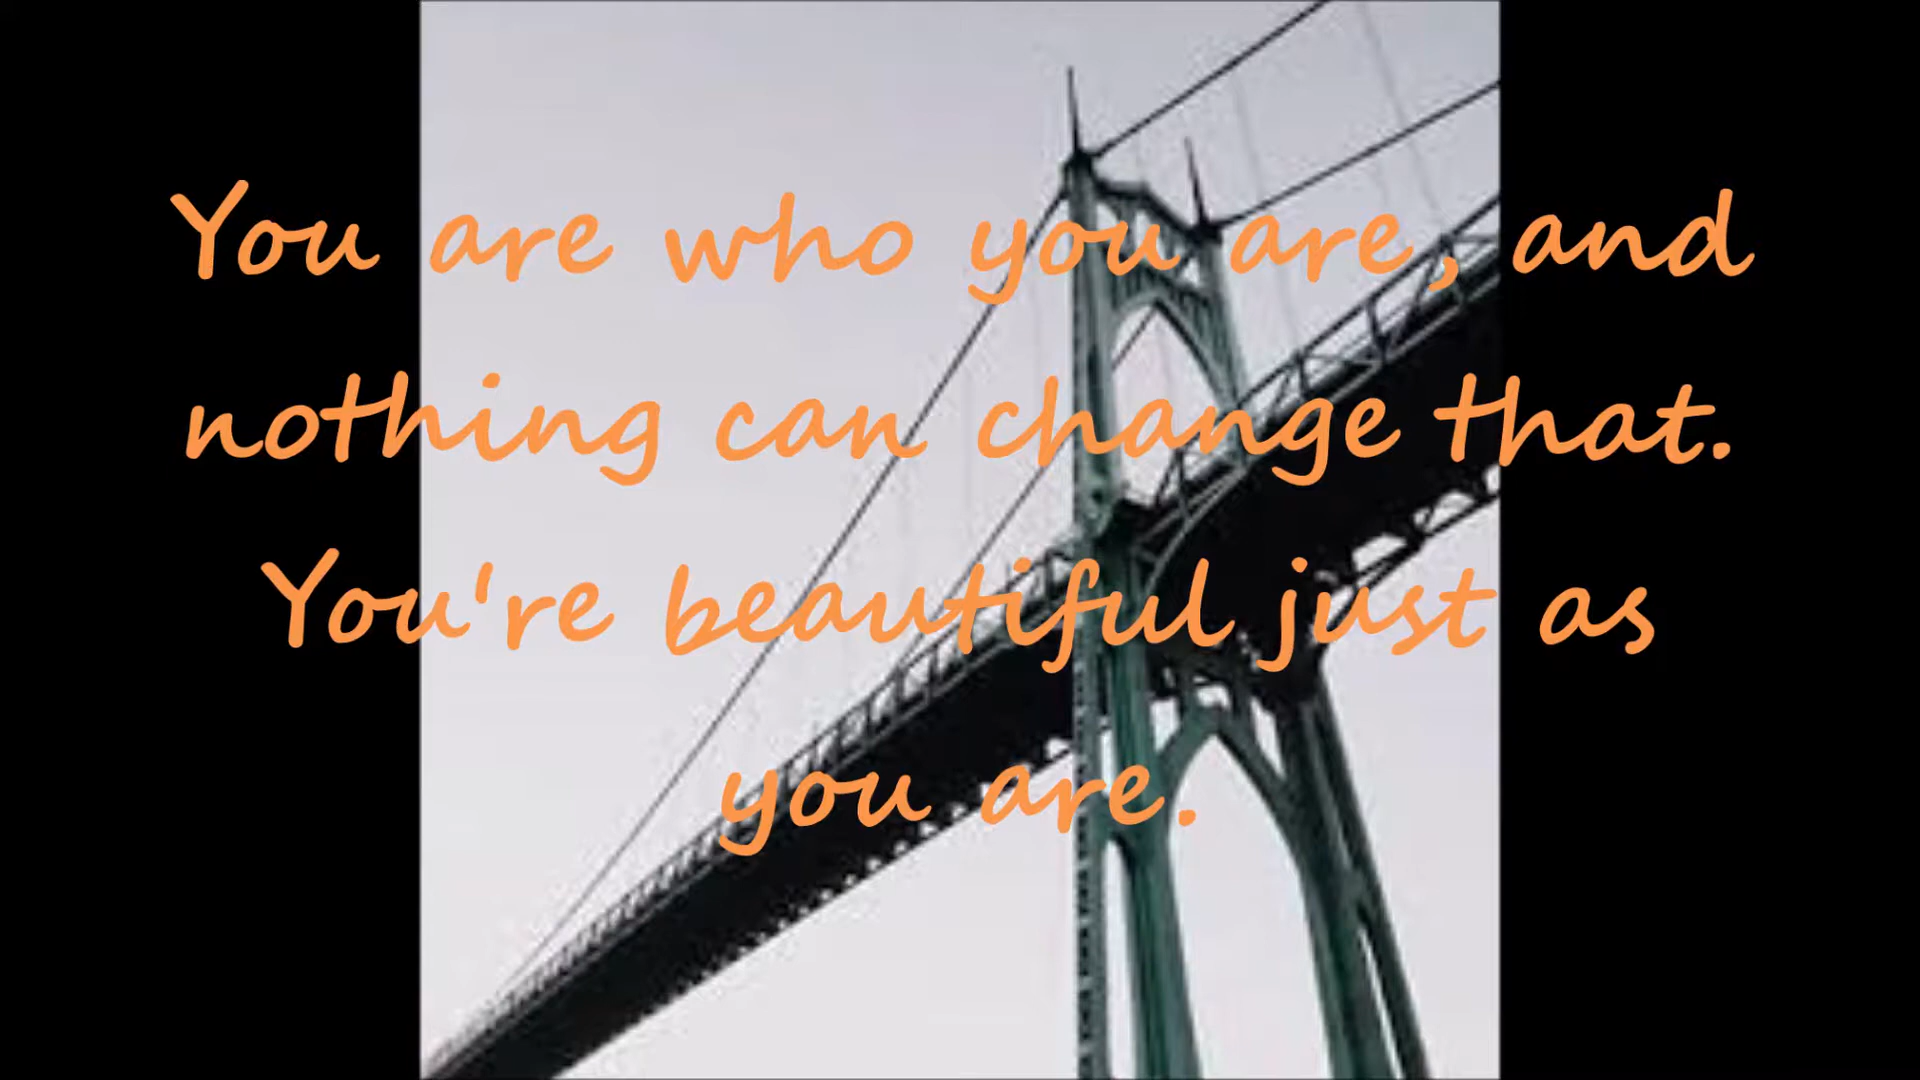 You are who you are, and
nothing can change that.
You're beautiful just as
you are.